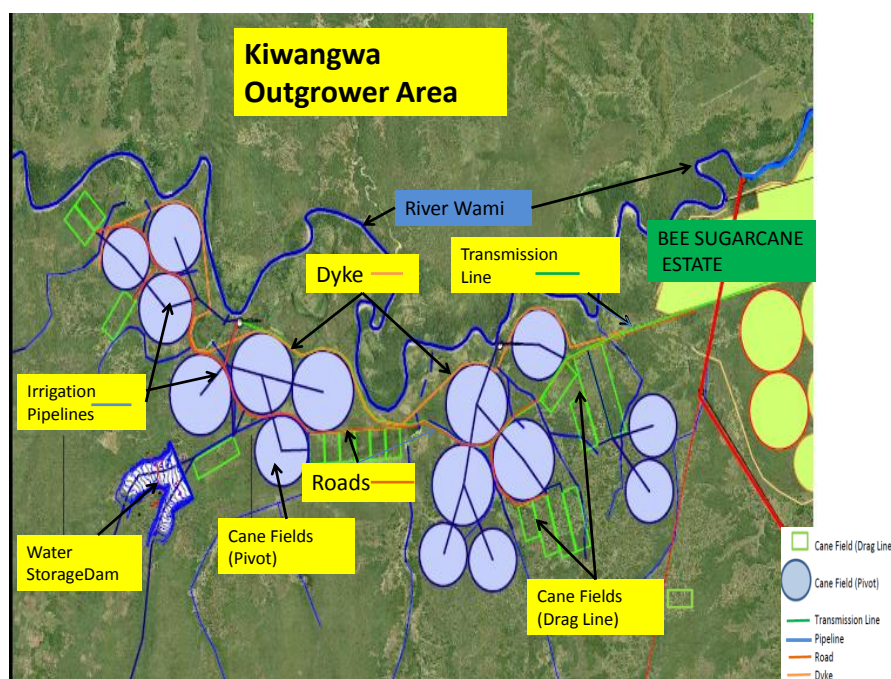 Kiwangwa
Outgrower Area
River Wami
BEE SUGARCANE
ESTATE
Transmission
Line
Dyke
Irrigation
Pipelines
Roads
Water
StorageDam
Cane Fields
(Pivot)
Cane Fields
(Drag Line)
Cane Field (Drag Line
Cane Field (Pivot)
Transmission Line
Pipeline
Road
Dyke